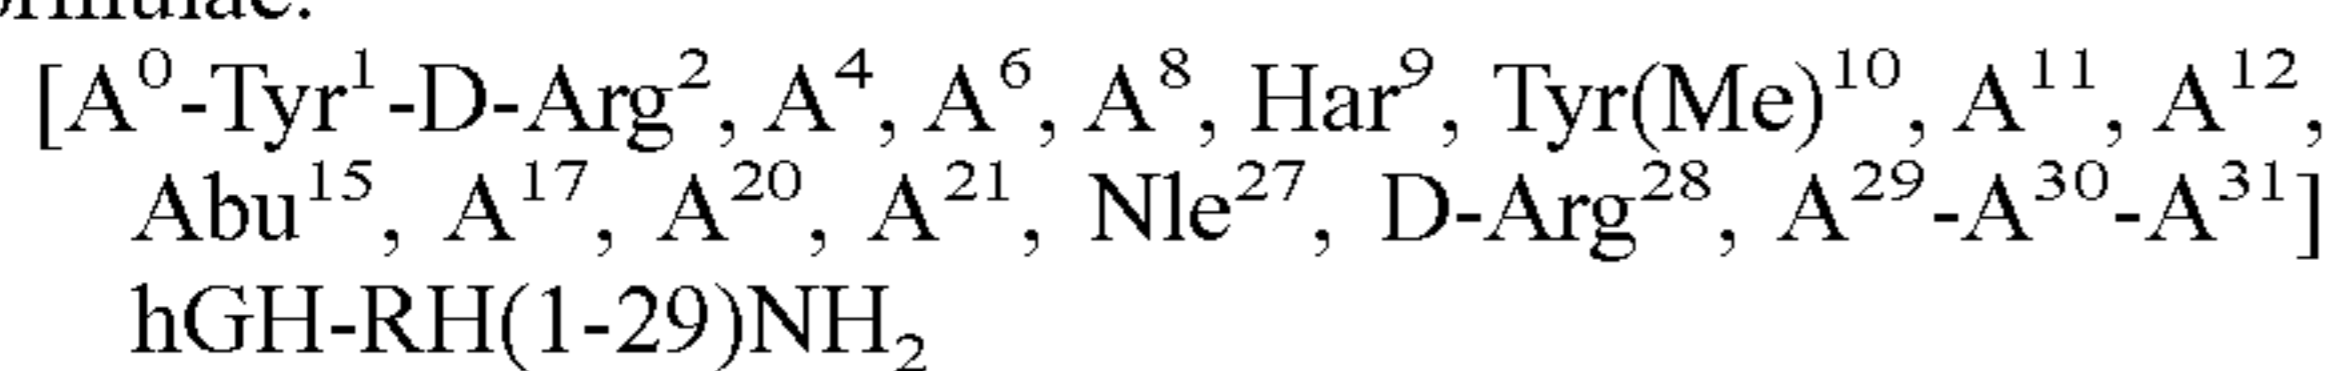 [A⁰-Tyr¹-D-Arg², A⁴, A⁶, A⁸, Har⁹, Tyr(Me)¹⁰, A¹¹, A¹²,
Abu¹⁵, A¹⁷, A²⁰, A²¹, Nle²⁷, D-Arg²⁸, A²⁹-A³⁰-A³¹]
hGH-RH(1-29)NH₂